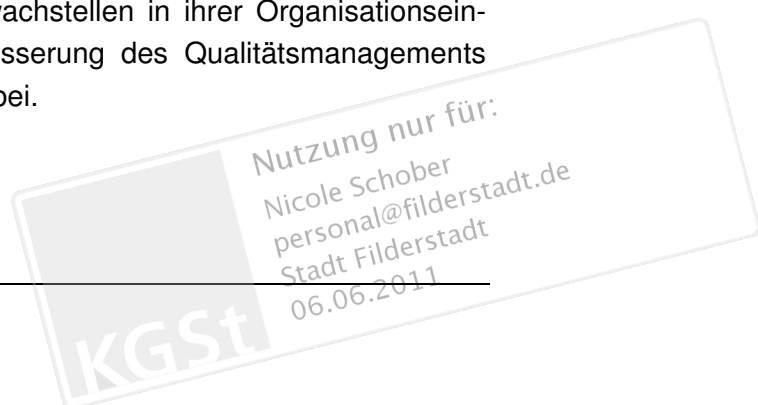 wachstellen in ihrer Organisationsein-
sserung des Qualitätsmanagements
bei.
Nutzung nur für:
Nicole Schober
personal@filderstadt.de
Stadt Filderstadt
06.06.2011
KGSt